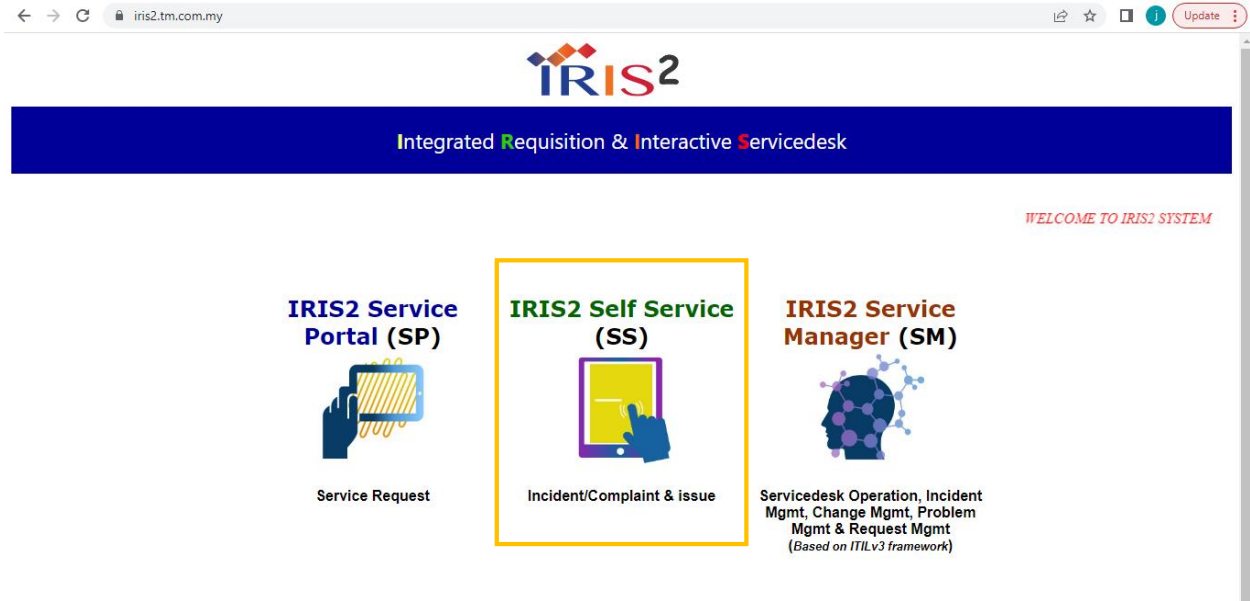 iris2.tm.com.my
j
Update
IRIS2
Integrated Requisition & Interactive Servicedesk
WELCOME TO IRIS2 SYSTEM
IRIS2 Service
Portal (SP)
Service Request
IRIS2 Self Service
(SS)
Incident/Complaint & issue
IRIS2 Service
Manager (SM)
Servicedesk Operation, Incident
Mgmt, Change Mgmt, Problem
Mgmt & Request Mgmt
(Based on ITILv3 framework)